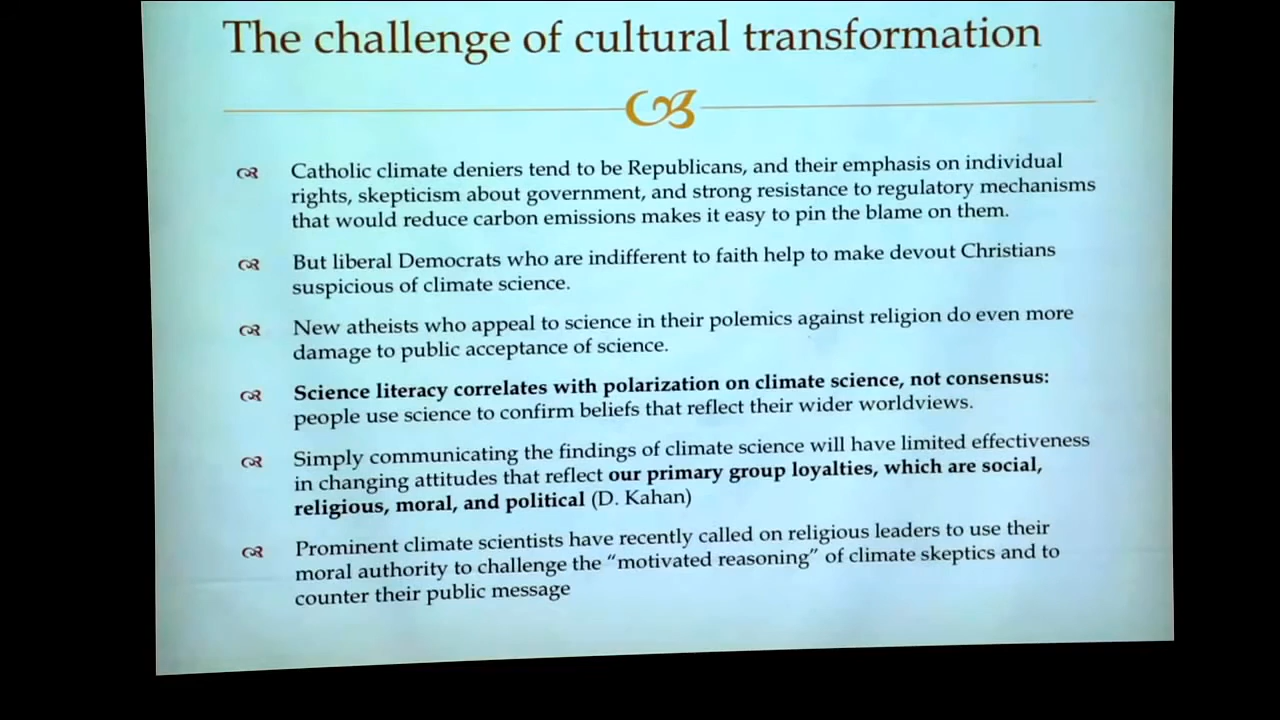 The challenge of cultural transformation
Catholic climate deniers tend to be Republicans, and their emphasis on individual
rights, skepticism about government, and strong resistance to regulatory mechanisms
that would reduce carbon emissions makes it easy to pin the blame on them.
But liberal Democrats who are indifferent to faith help to make devout Christians
suspicious of climate science.
New atheists who appeal to science in their polemics against religion do even more
damage to public acceptance of science.
Science literacy correlates with polarization on climate science, not consensus:
people use science to confirm beliefs that reflect their wider worldviews.
Simply communicating the findings of climate science will have limited effectiveness
in changing attitudes that reflect our primary group loyalties, which are social,
religious, moral, and political (D. Kahan)
Prominent climate scientists have recently called on religious leaders to use their
moral authority to challenge the “motivated reasoning” of climate skeptics and to
counter their public message